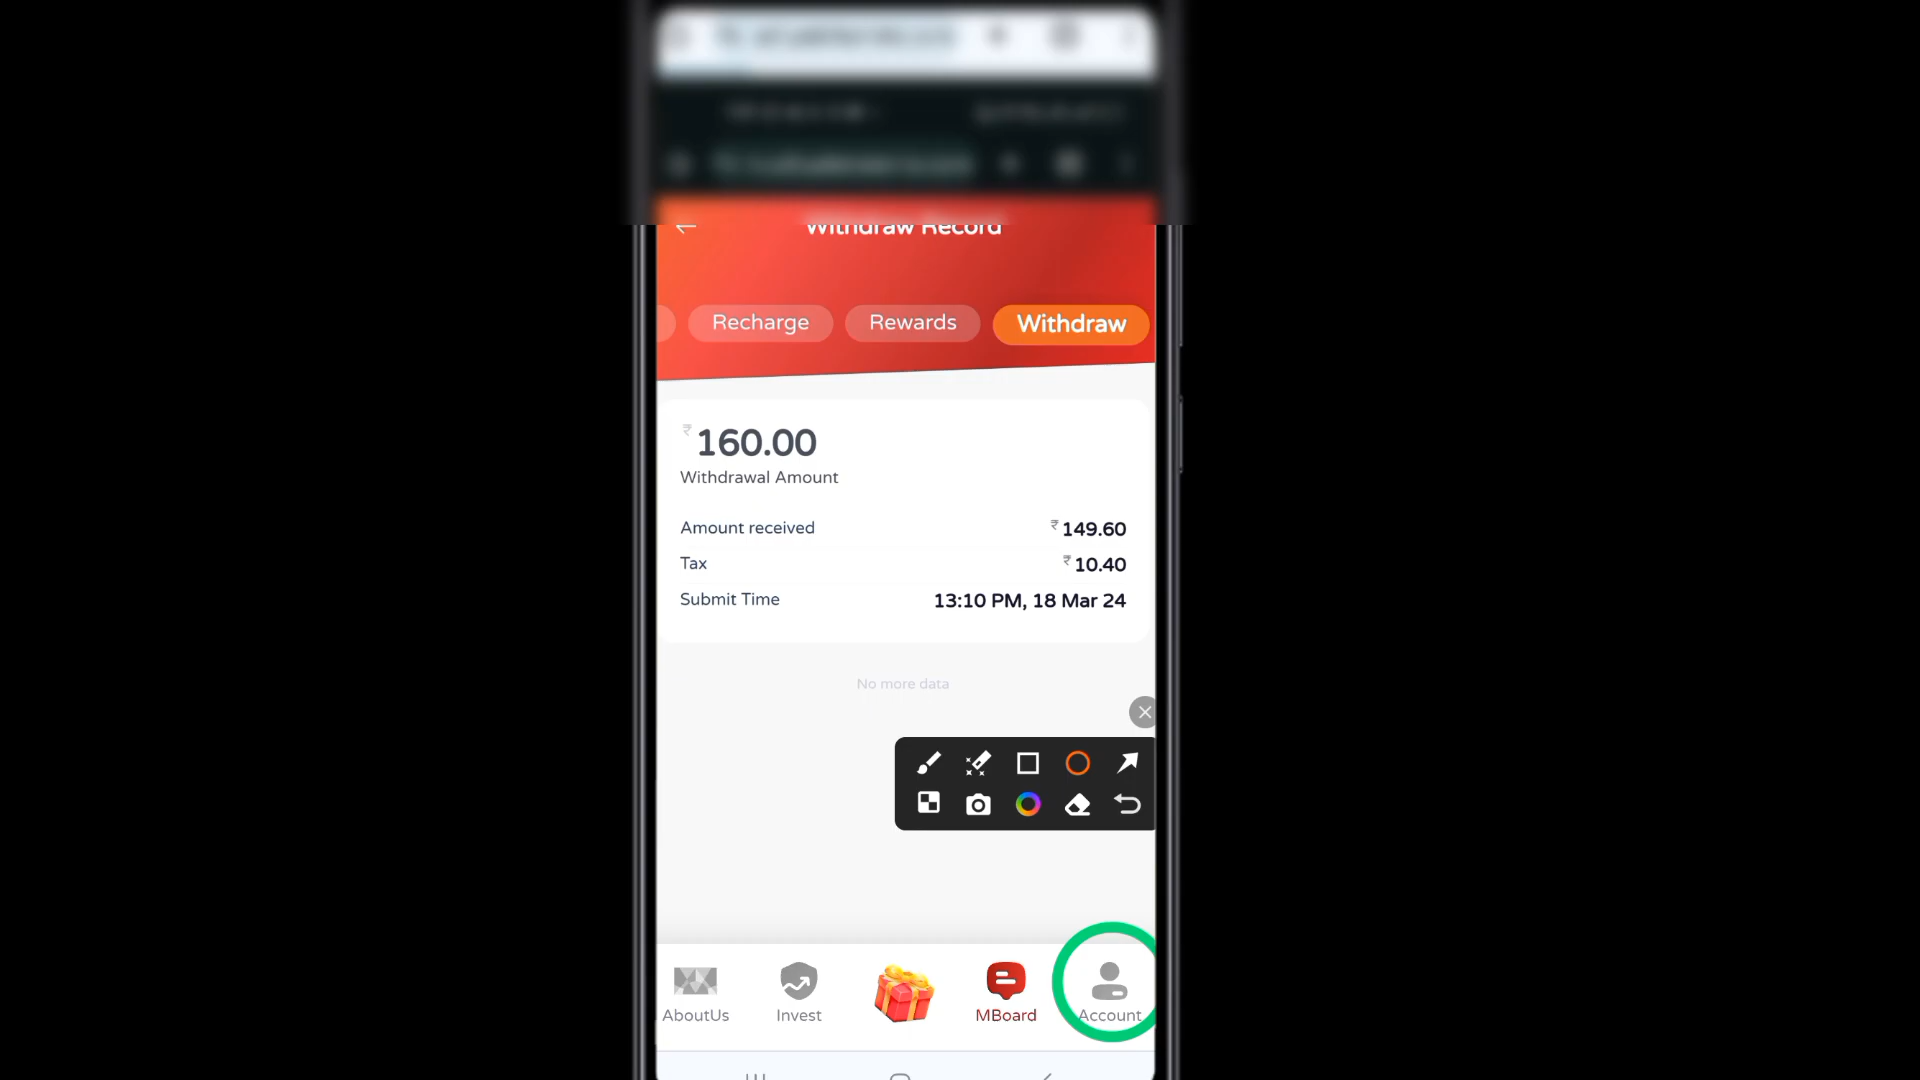 Withdraw Record
Recharge
Rewards
Withdraw
₹ 160.00
Withdrawal Amount
Amount received ₹ 149.60
Tax ₹ 10.40
Submit Time 13:10 PM, 18 Mar 24
No more data
AboutUs
Invest
MBoard
Account